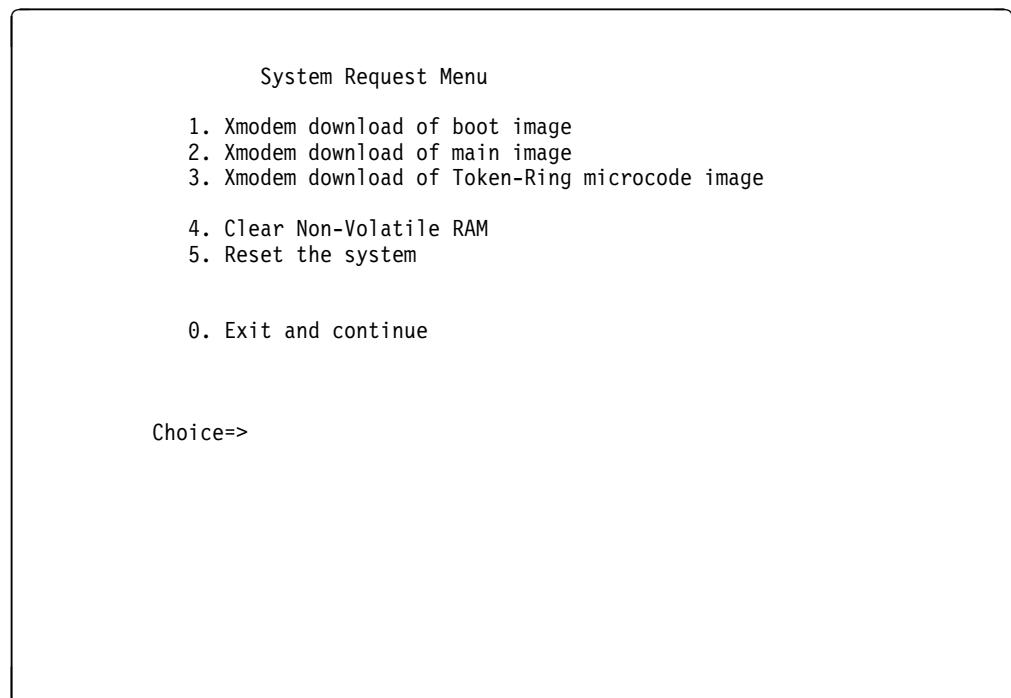 System Request Menu
1. Xmodem download of boot image
2. Xmodem download of main image
3. Xmodem download of Token-Ring microcode image
4. Clear Non-Volatile RAM
5. Reset the system
0. Exit and continue
Choice=>